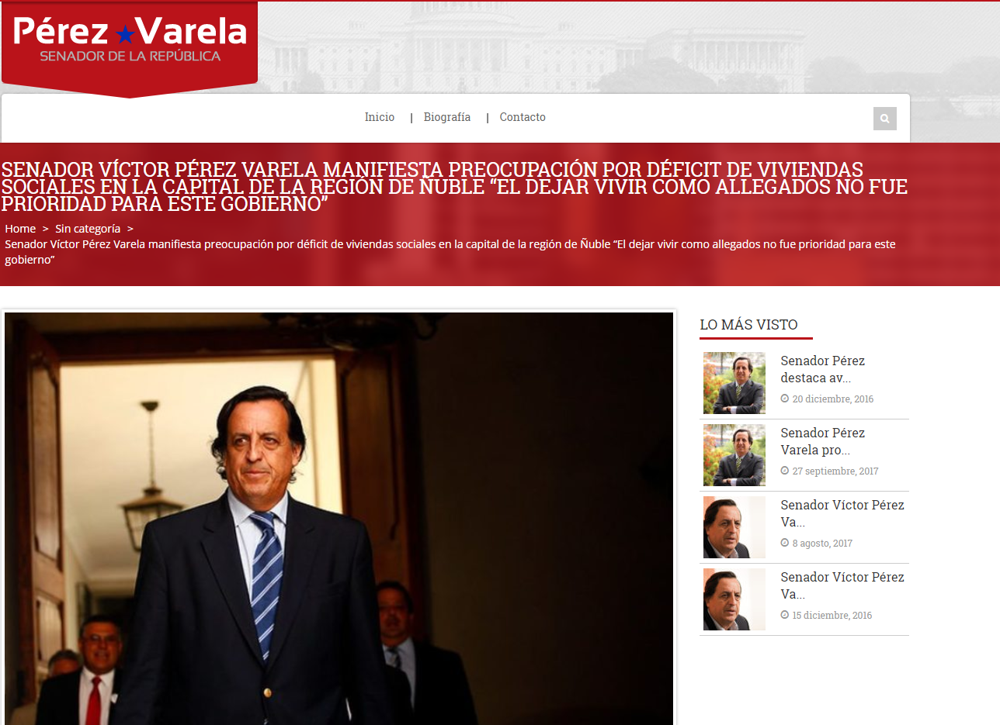 Pérez Varela
SENADOR DE LA REPÚBLICA
Inicio | Biografía | Contacto
SENADOR VÍCTOR PÉREZ VARELA MANIFIESTA PREOCUPACIÓN POR DÉFICIT DE VIVIENDAS
SOCIALES EN LA CAPITAL DE LA REGIÓN DE ÑUBLE “EL DEJAR VIVIR COMO ALLEGADOS NO FUE
PRIORIDAD PARA ESTE GOBIERNO”
Home > Sin categoría >
Senador Víctor Pérez Varela manifiesta preocupación por déficit de viviendas sociales en la capital de la región de Ñuble “El dejar vivir como allegados no fue prioridad para este
gobierno”
LO MÁS VISTO
Senador Pérez
destaca av...
20 diciembre, 2016
Senador Pérez
Varela pro...
27 septiembre, 2017
Senador Víctor Pérez
Va...
8 agosto, 2017
Senador Víctor Pérez
Va...
15 diciembre, 2016